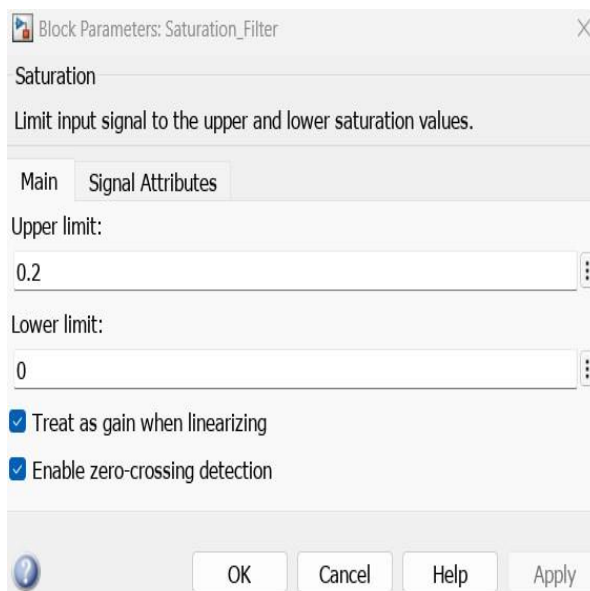 Block Parameters: Saturation_Filter
Saturation
Limit input signal to the upper and lower saturation values.
Main Signal Attributes
Upper limit:
0.2
Lower limit:
0
Treat as gain when linearizing
Enable zero-crossing detection
? OK Cancel Help Apply